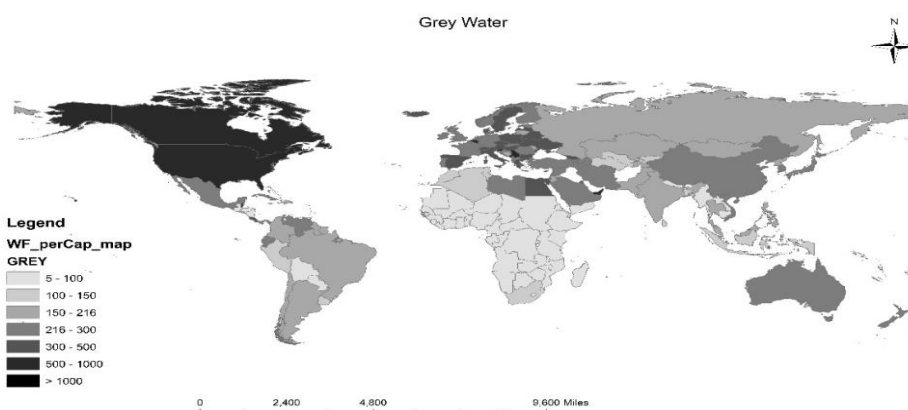 Grey Water
N
Legend
WF_perCap_map
GREY
5 - 100
100 - 150
150 - 216
216 - 300
300 - 500
500 - 1000
> 1000
0 2,400 4,800 9,600 Miles